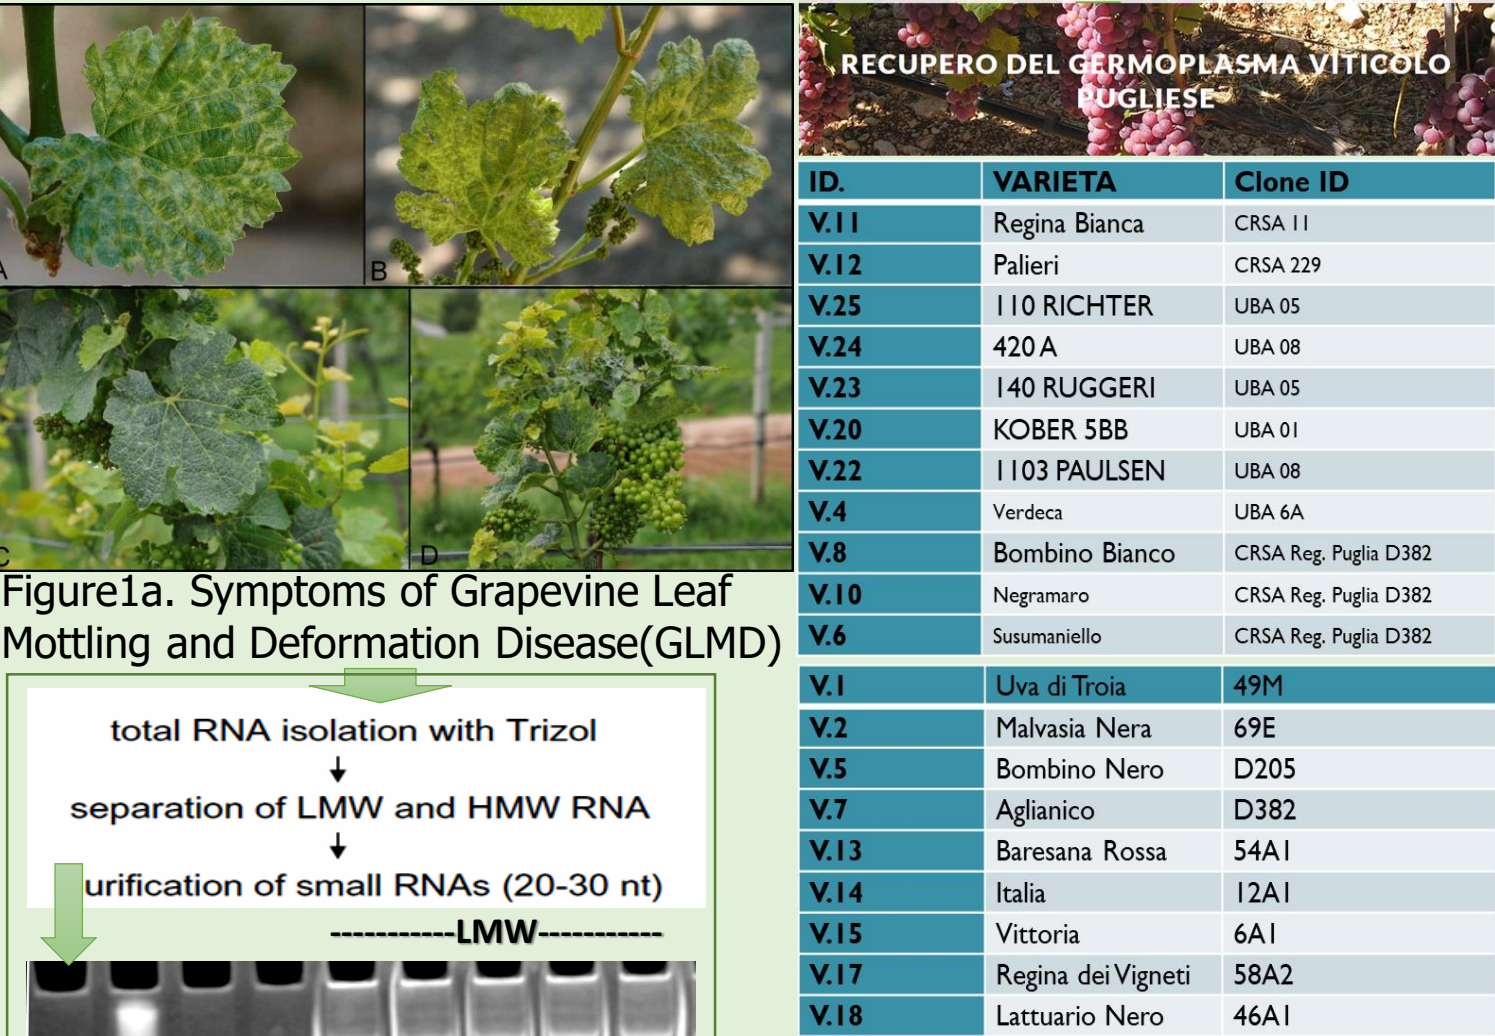 A
B
C
D
Figure1a. Symptoms of Grapevine Leaf
Mottling and Deformation Disease(GLMD)
total RNA isolation with Trizol
separation of LMW and HMW RNA
urification of small RNAs (20-30 nt)
-----------LMW-----------
RECUPERO DEL GERMOPLASMA VITICOLO
PUGLIESE
ID. VARIETA Clone ID
V.11 Regina Bianca CRSA 11
V.12 Palieri CRSA 229
V.25 110 RICHTER UBA 05
V.24 420 A UBA 08
V.23 140 RUGGERI UBA 05
V.20 KOBER 5BB UBA 01
V.22 1103 PAULSEN UBA 08
V.4 Verdeca UBA 6A
V.8 Bombino Bianco CRSA Reg. Puglia D382
V.10 Negramaro CRSA Reg. Puglia D382
V.6 Susumaniello CRSA Reg. Puglia D382
V.1 Uva di Troia 49M
V.2 Malvasia Nera 69E
V.5 Bombino Nero D205
V.7 Aglianico D382
V.13 Baresana Rossa 54A1
V.14 Italia 12A1
V.15 Vittoria 6A1
V.17 Regina dei Vigneti 58A2
V.18 Lattuario Nero 46A1